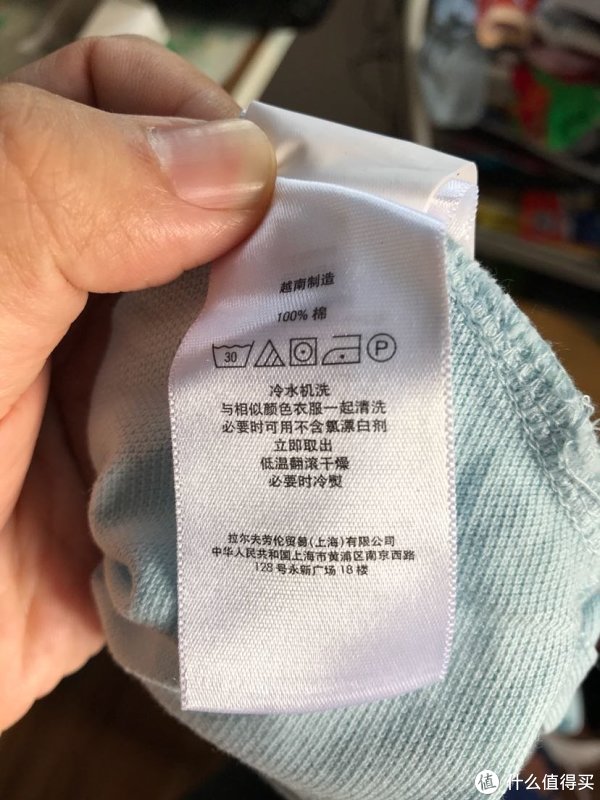 越南制造
100% 棉
30 P
冷水机洗
与相似颜色衣服一起清洗
必要时可用不含氯漂白剂
立即取出
低温翻滚干燥
必要时冷熨
拉尔夫劳伦贸易(上海)有限公司
中华人民共和国上海市黄浦区南京西路
128号永新广场18楼
值 什么值得买